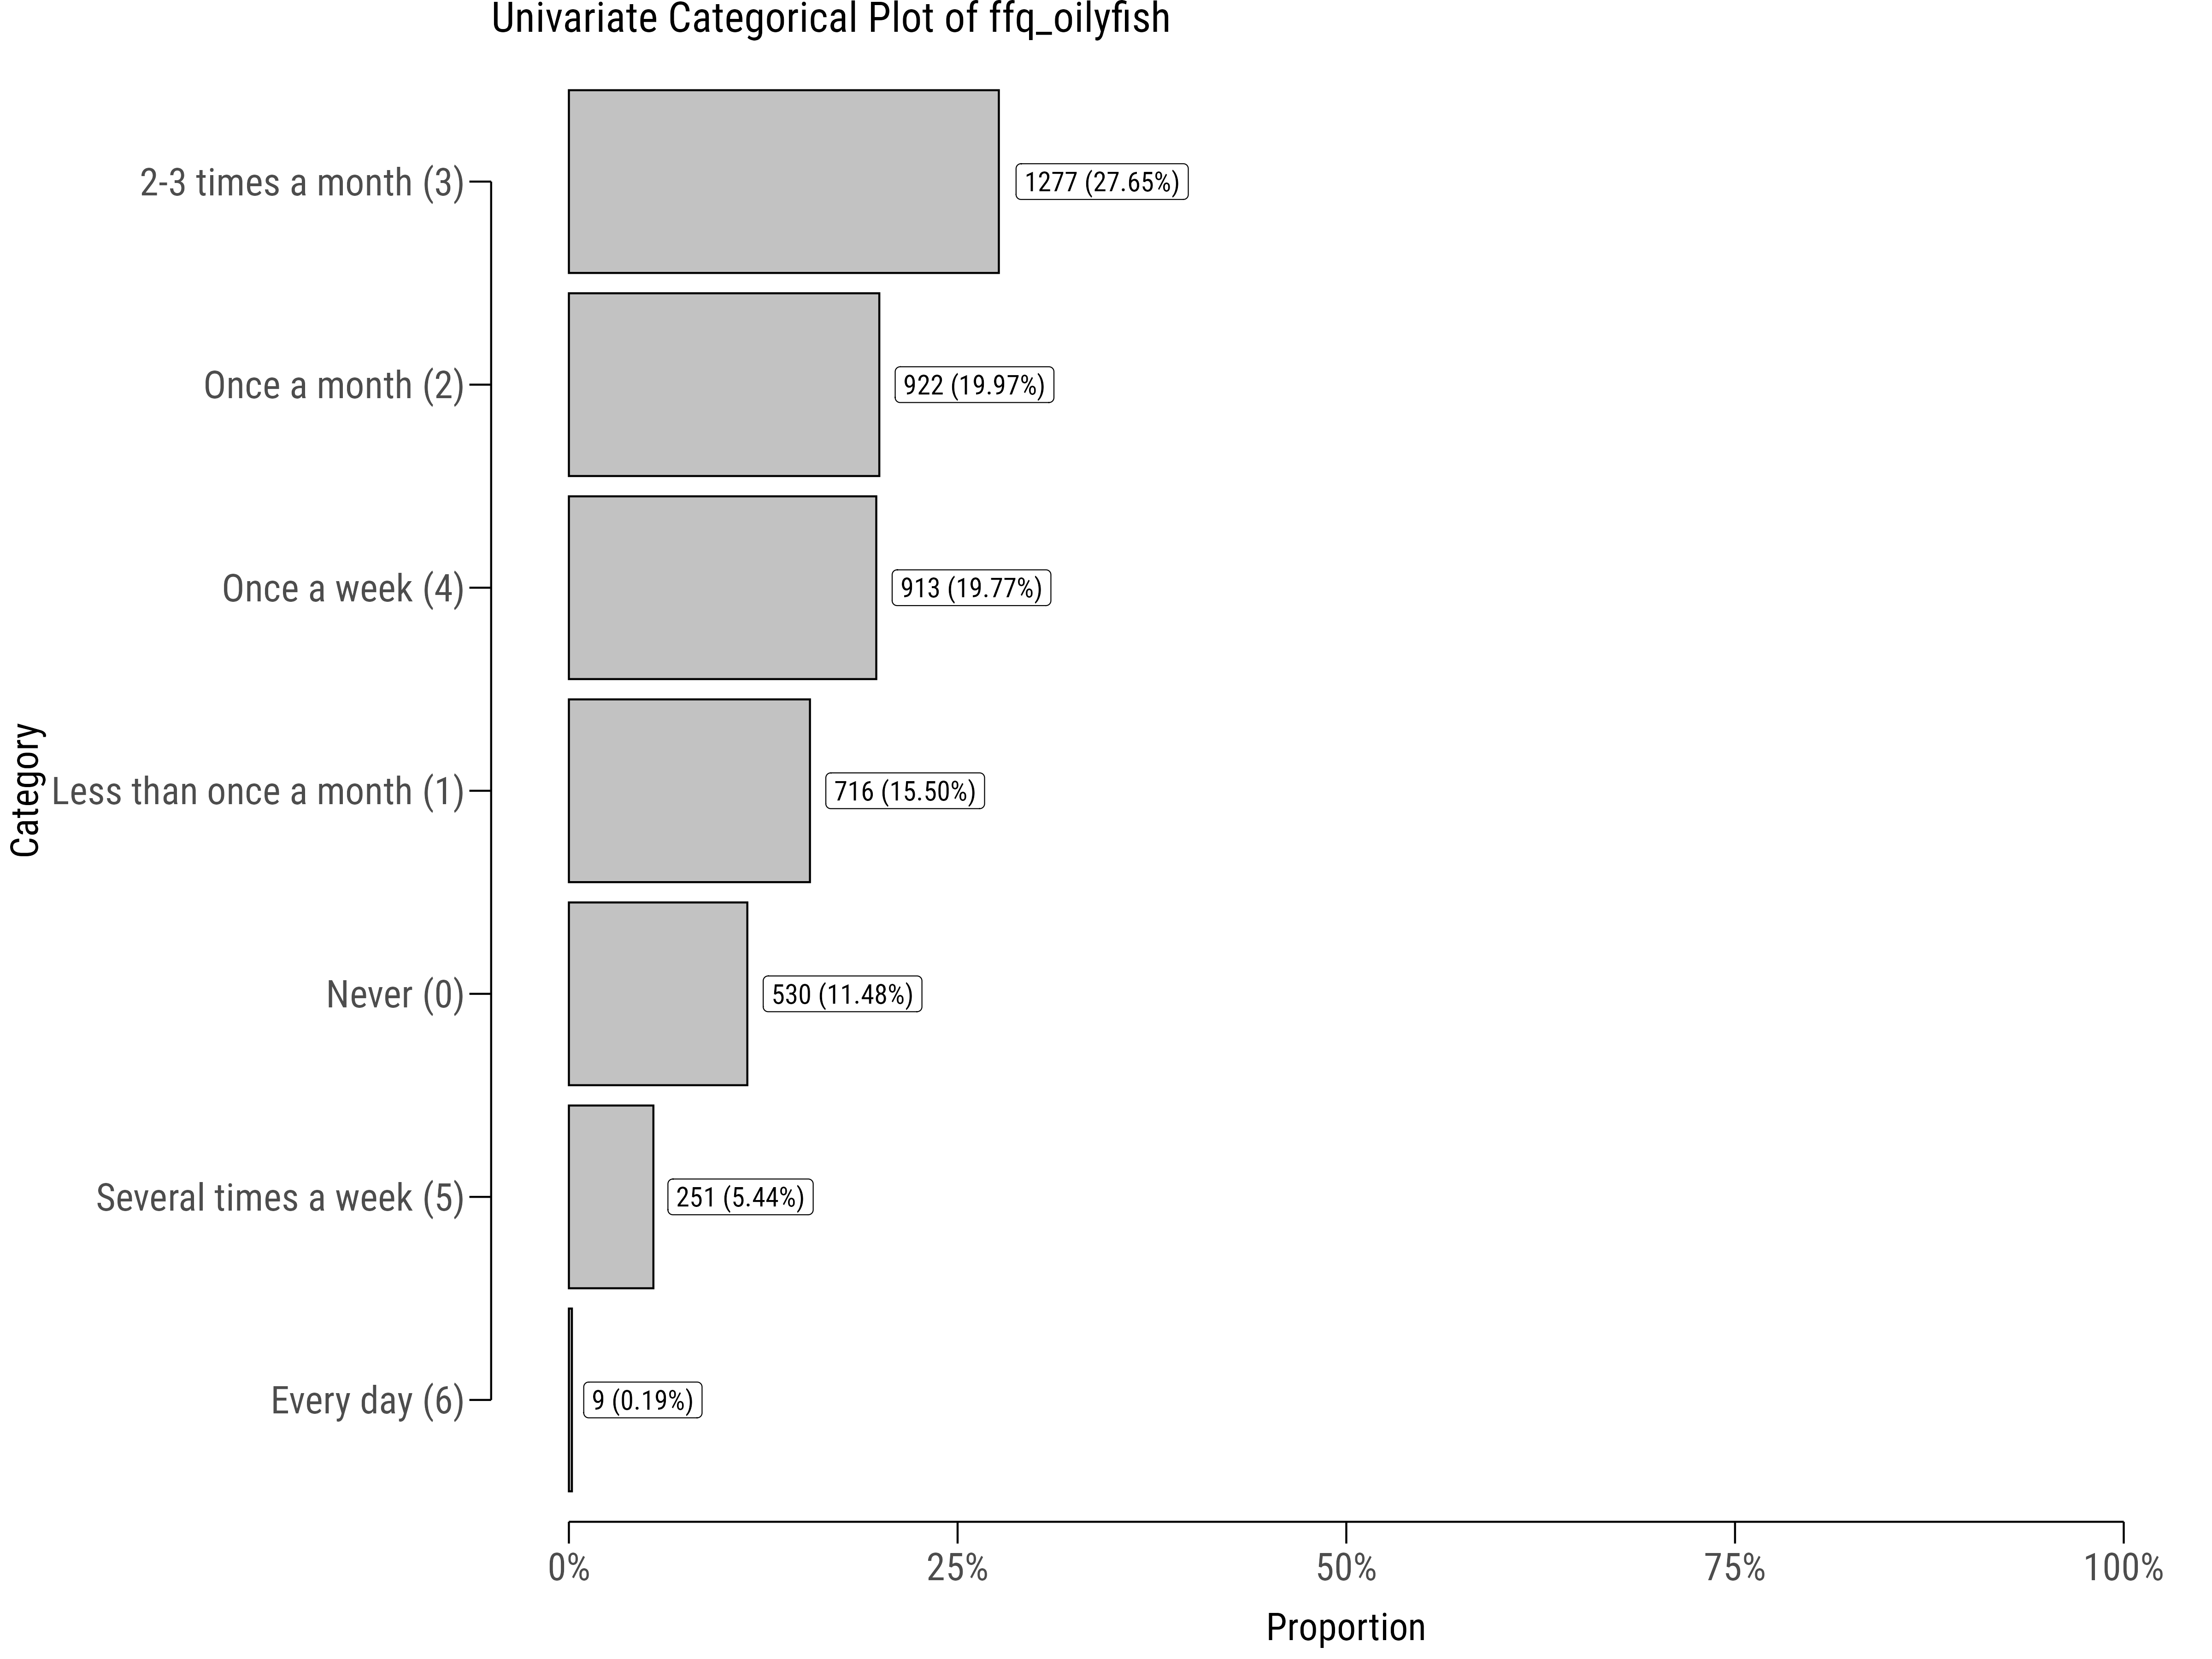 Univariate Categorical Plot of ffq_oilyfish
2-3 times a month (3)
1277 (27.65%)
Once a month (2)
922 (19.97%)
Once a week (4)
913 (19.77%)
Category
Less than once a month (1)
716 (15.50%)
Never (0)
530 (11.48%)
Several times a week (5)
251 (5.44%)
Every day (6)
9 (0.19%)
0%
25%
50%
75%
100%
Proportion